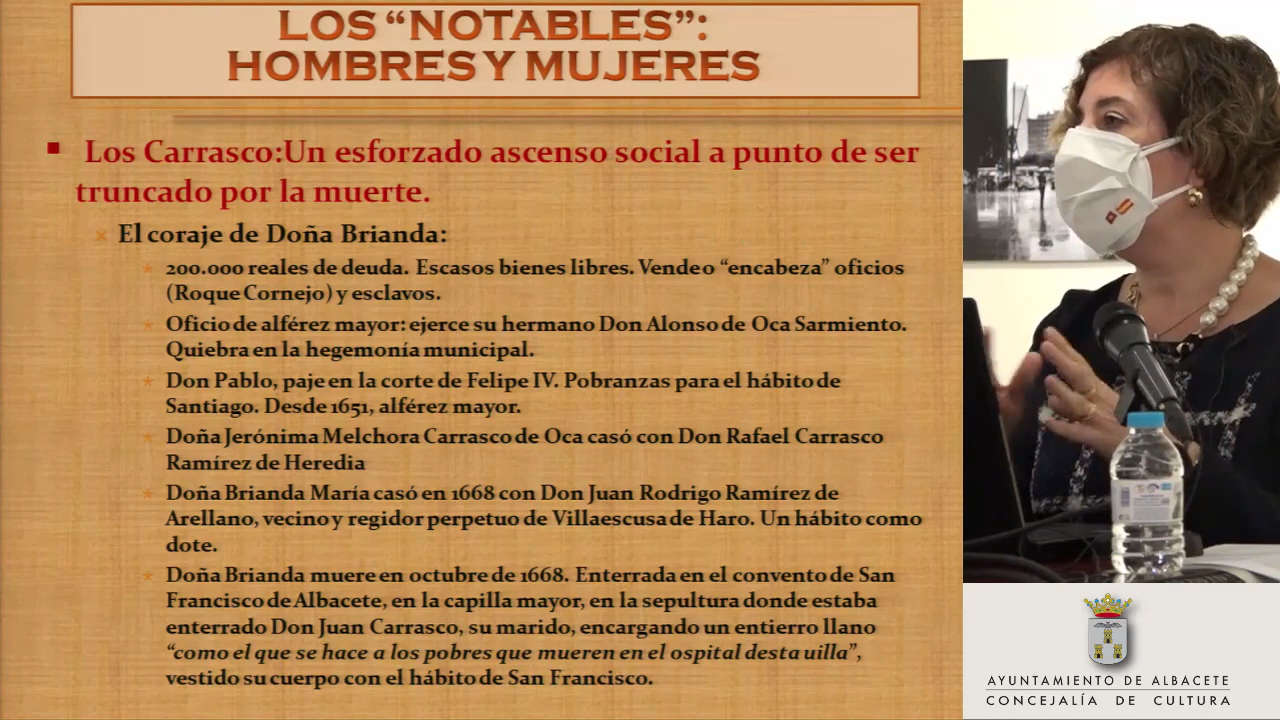 LOS “NOTABLES”:
HOMBRES Y MUJERES
Los Carrasco:Un esforzado ascenso social a punto de ser
truncado por la muerte.
El coraje de Doña Brianda:
200.000 reales de deuda. Escasos bienes libres. Vende o “encabeza” oficios
(Roque Cornejo) y esclavos.
Oficio de alférez mayor: ejerce su hermano Don Alonso de Oca Sarmiento.
Quiebra en la hegemonía municipal.
Don Pablo, paje en la corte de Felipe IV. Pobranzas para el hábito de
Santiago. Desde 1651, alférez mayor.
Doña Jerónima Melchora Carrasco de Oca casó con Don Rafael Carrasco
Ramírez de Heredia
Doña Brianda María casó en 1668 con Don Juan Rodrigo Ramírez de
Arellano, vecino y regidor perpetuo de Villaescusa de Haro. Un hábito como
dote.
Doña Brianda muere en octubre de 1668. Enterrada en el convento de San
Francisco de Albacete, en la capilla mayor, en la sepultura donde estaba
enterrado Don Juan Carrasco, su marido, encargando un entierro llano
“como el que se hace a los pobres que mueren en el ospital desta uilla”,
vestido su cuerpo con el hábito de San Francisco.
AYUNTAMIENTO DE ALBACETE
CONCEJALÍA DE CULTURA